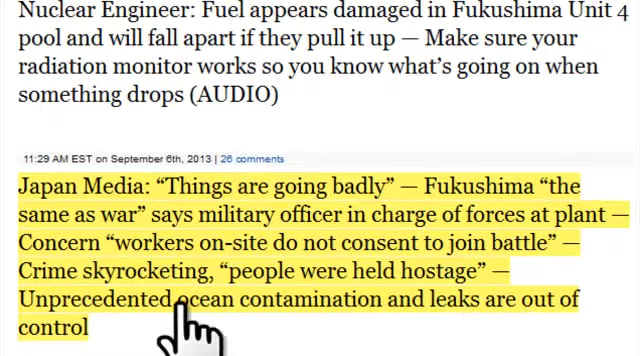 Nuclear Engineer: Fuel appears damaged in Fukushima Unit 4
pool and will fall apart if they pull it up — Make sure your
radiation monitor works so you know what’s going on when
something drops (AUDIO)
11:29 AM EST on September 6th, 2013 | 26 comments
Japan Media: “Things are going badly” — Fukushima “the
same as war” says military officer in charge of forces at plant —
Concern “workers on-site do not consent to join battle” —
Crime skyrocketing, “people were held hostage” —
Unprecedented ocean contamination and leaks are out of
control